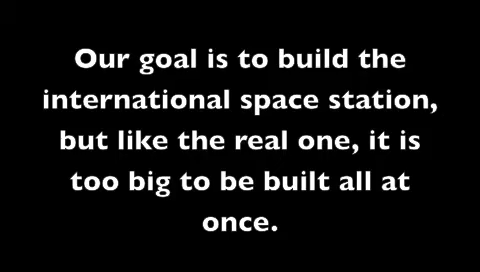 Our goal is to build the
international space station,
but like the real one, it is
too big to be built all at
once.